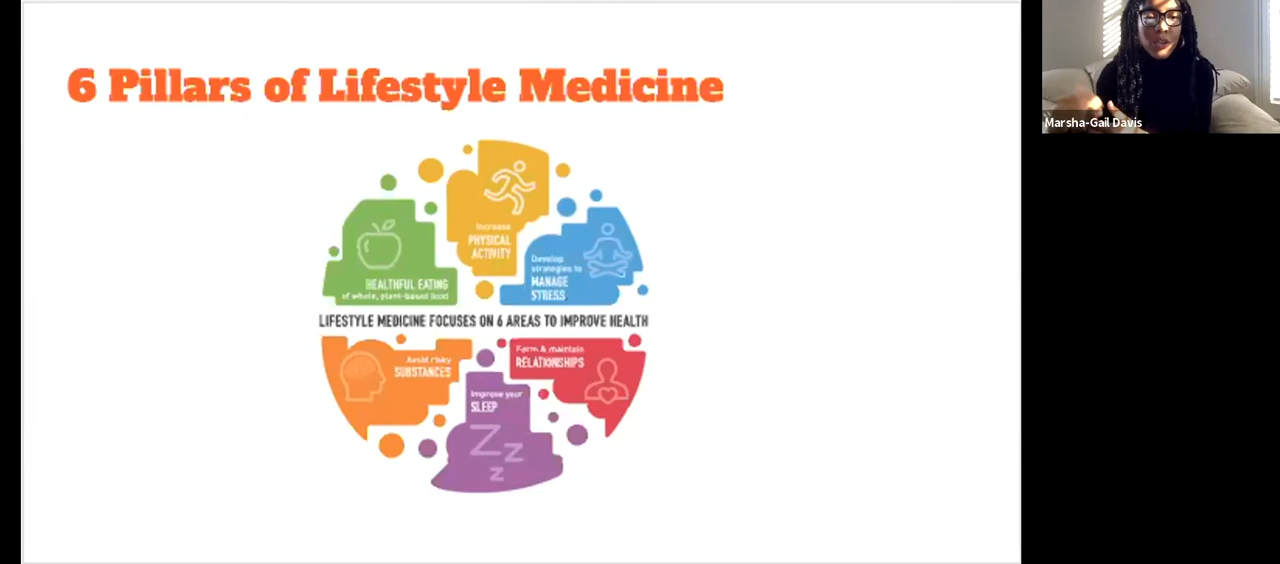 6 Pillars of Lifestyle Medicine
Increase
PHYSICAL
ACTIVITY
HEALTHFUL EATING
of whole, plant-based food
Develop
strategies to
MANAGE
STRESS
LIFESTYLE MEDICINE FOCUSES ON 6 AREAS TO IMPROVE HEALTH
Avoid risky
SUBSTANCES
Form & maintain
RELATIONSHIPS
Improve your
SLEEP
Z
Z
Z
Marsha-Gail Davis